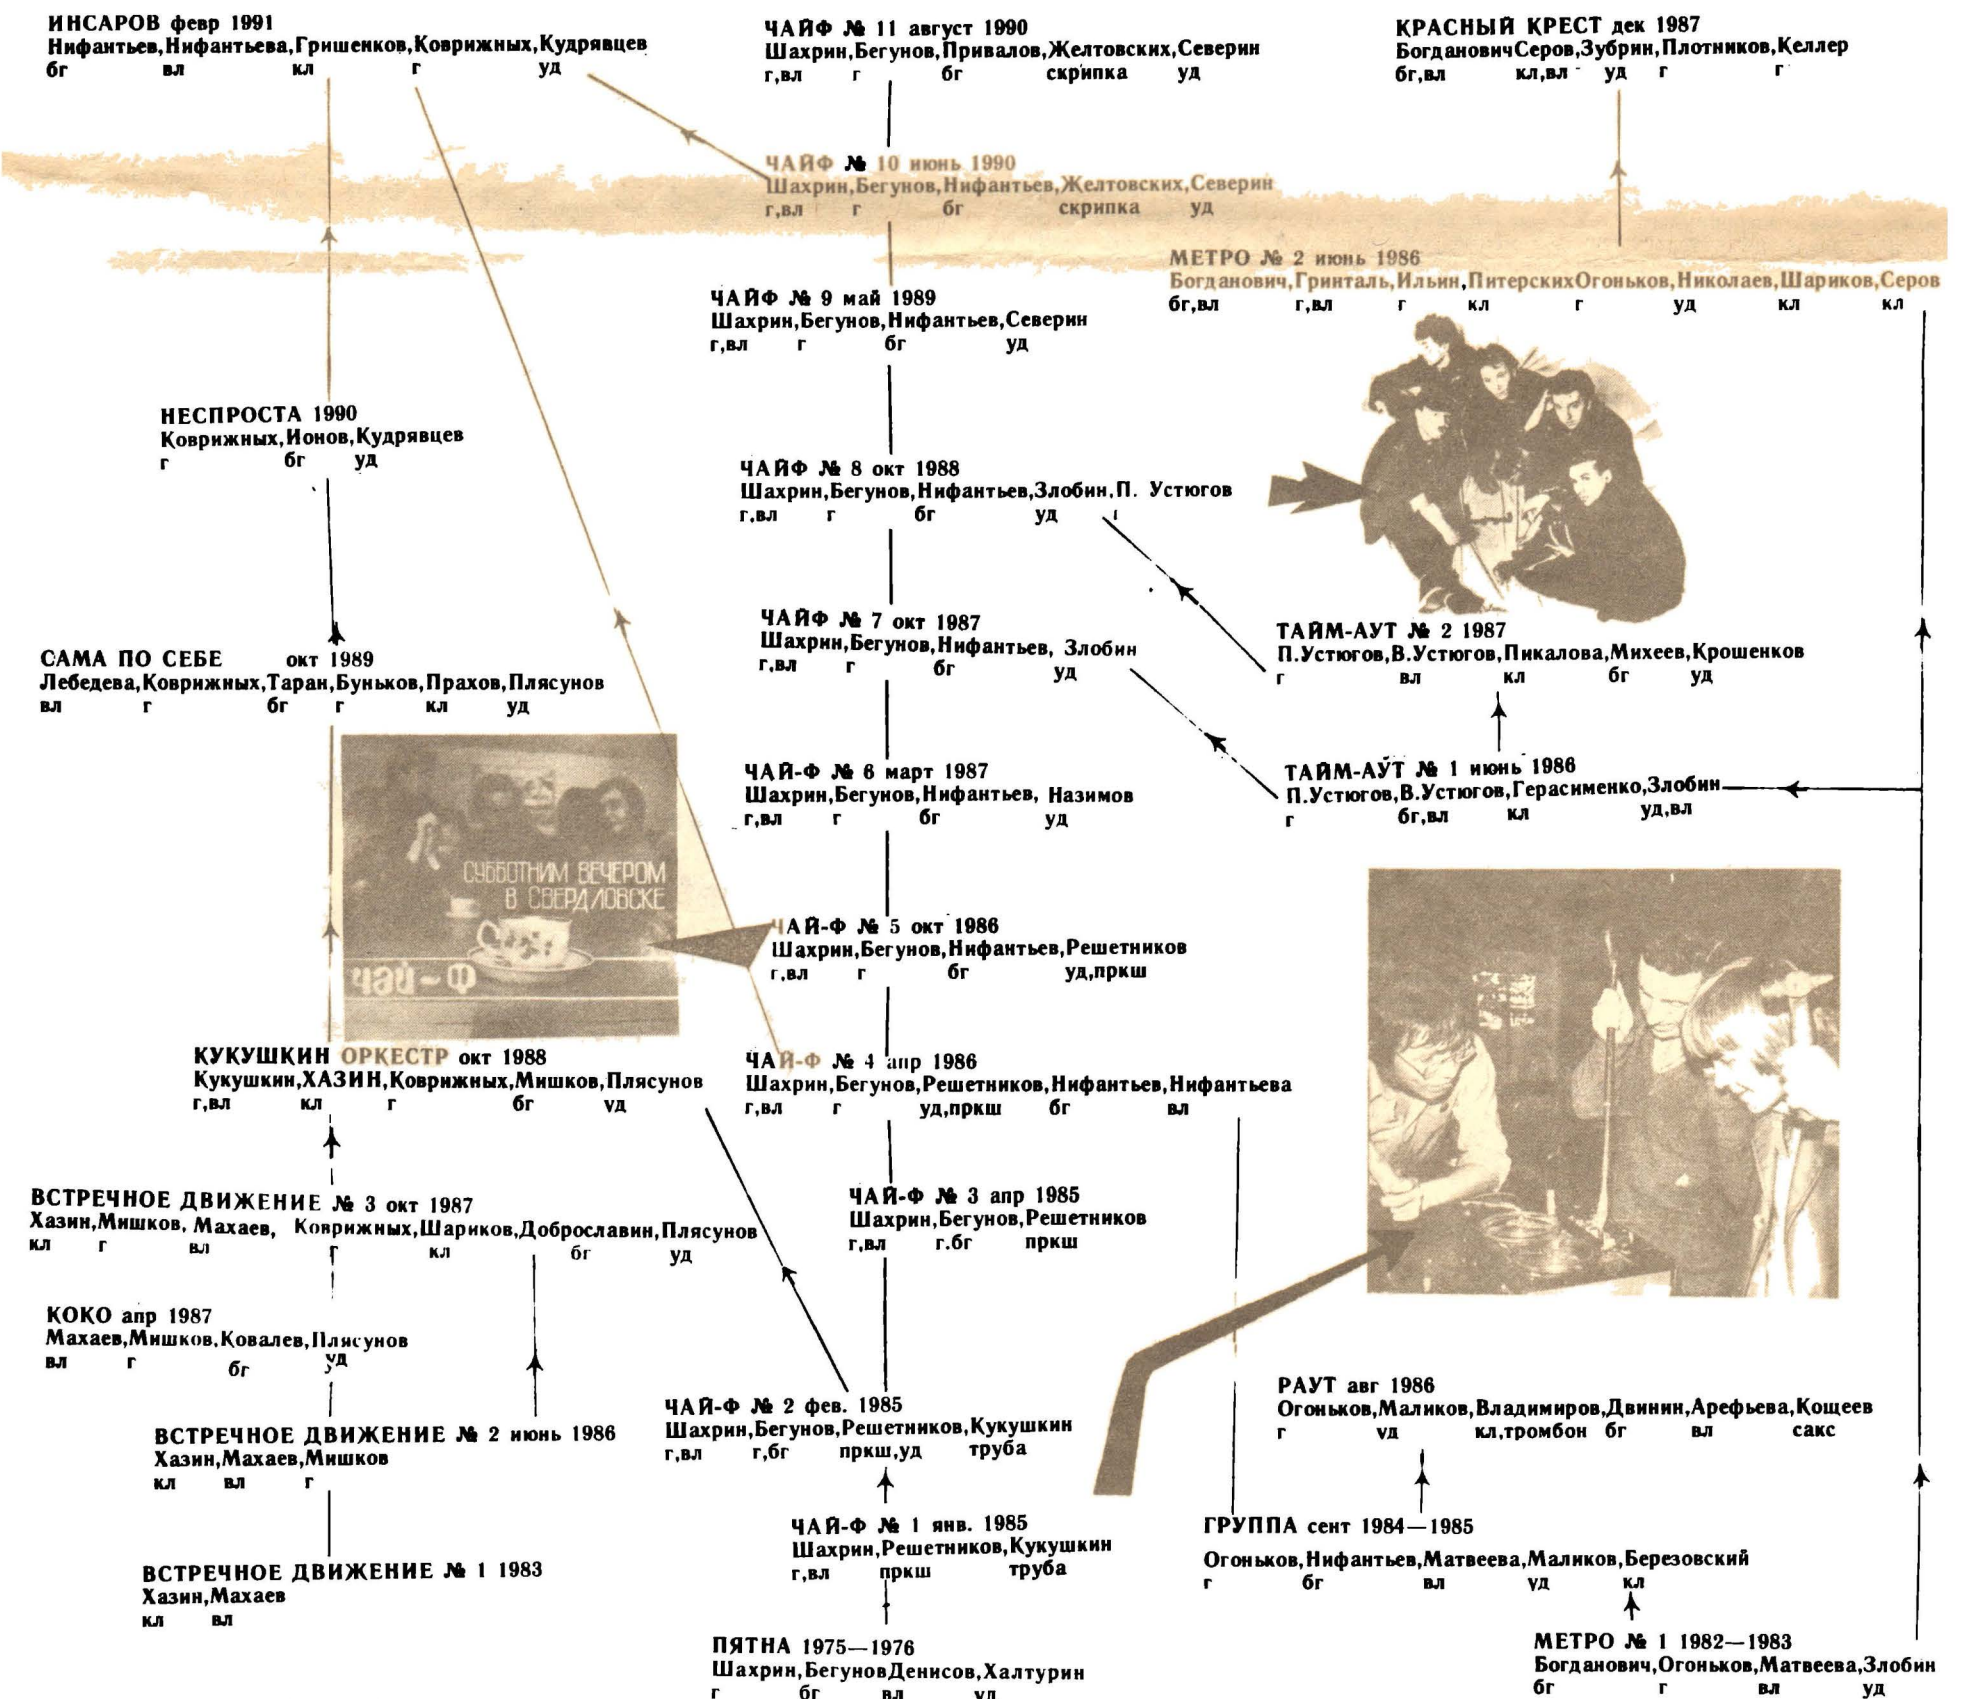 ИНСАРОВ февр 1991
Нифантьев,Нифантьева,Гришенков,Коврижных,Кудрявцев
бг вл кл г уд
ЧАЙФ № 11 август 1990
Шахрин,Бегунов,Привалов,Желтовских,Северин
г,вл г бг скрипка уд
КРАСНЫЙ КРЕСТ дек 1987
БогдановичСеров,Зубрин,Плотников,Келлер
бг,вл кл,вл уд г г
ЧАЙФ № 10 июнь 1990
Шахрин,Бегунов,Нифантьев,Желтовских,Северин
г,вл г бг скрипка уд
МЕТРО № 2 июнь 1986
Богданович,Гринталь,Ильин,ПитерскихОгоньков,Николаев,Шариков,Серов
бг,вл г,вл г кл г уд кл кл
ЧАЙФ № 9 май 1989
Шахрин,Бегунов,Нифантьев,Северин
г,вл г бг уд
НЕСПРОСТА 1990
Коврижных,Ионов,Кудрявцев
г бг уд
ЧАЙФ № 8 окт 1988
Шахрин,Бегунов,Нифантьев,Злобин,П. Устюгов
г,вл г бг уд г
ЧАЙФ № 7 окт 1987
Шахрин,Бегунов,Нифантьев, Злобин
г,вл г бг уд
ТАЙМ-АУТ № 2 1987
П.Устюгов,В.Устюгов,Пикалова,Михеев,Крошенков
г вл кл бг уд
САМА ПО СЕБЕ окт 1989
Лебедева,Коврижных,Таран,Буньков,Прахов,Плясунов
вл г бг г кл уд
ЧАЙ-Ф № 6 март 1987
Шахрин,Бегунов,Нифантьев, Назимов
г,вл г бг уд
ТАЙМ-АУТ № 1 июнь 1986
П.Устюгов,В.Устюгов,Герасименко,Злобин
г бг,вл кл уд,вл
СУББОТНИМ ВЕЧЕРОМ
В СВЕРДЛОВСКЕ
ЧАЙ-Ф
ЧАЙ-Ф № 5 окт 1986
Шахрин,Бегунов,Нифантьев,Решетников
г,вл г бг уд,пркш
КУКУШКИН ОРКЕСТР окт 1988
Кукушкин,ХАЗИН,Коврижных,Мишков,Плясунов
г,вл кл г бг уд
ЧАЙ-Ф № 4 апр 1986
Шахрин,Бегунов,Решетников,Нифантьев,Нифантьева
г,вл г уд,пркш бг вл
ВСТРЕЧНОЕ ДВИЖЕНИЕ № 3 окт 1987
Хазин,Мишков, Махаев, Коврижных,Шариков,Доброславин,Плясунов
кл г вл г кл бг уд
ЧАЙ-Ф № 3 апр 1985
Шахрин,Бегунов,Решетников
г,вл г.бг пркш
КОКО апр 1987
Махаев,Мишков,Ковалев,Плясунов
вл г бг уд
РАУТ авг 1986
Огоньков,Маликов,Владимиров,Двинин,Арефьева,Кощеев
г уд кл,тромбон бг вл сакс
ЧАЙ-Ф № 2 фев. 1985
Шахрин,Бегунов,Решетников,Кукушкин
г,вл г,бг пркш,уд труба
ВСТРЕЧНОЕ ДВИЖЕНИЕ № 2 июнь 1986
Хазин,Махаев,Мишков
кл вл г
ЧАЙ-Ф № 1 янв. 1985
Шахрин,Решетников,Кукушкин
г,вл пркш труба
ГРУППА сент 1984—1985
Огоньков,Нифантьев,Матвеева,Маликов,Березовский
г бг вл уд кл
ВСТРЕЧНОЕ ДВИЖЕНИЕ № 1 1983
Хазин,Махаев
кл вл
ПЯТНА 1975—1976
Шахрин,БегуновДенисов,Халтурин
г бг вл уд
МЕТРО № 1 1982—1983
Богданович,Огоньков,Матвеева,Злобин
бг г вл уд